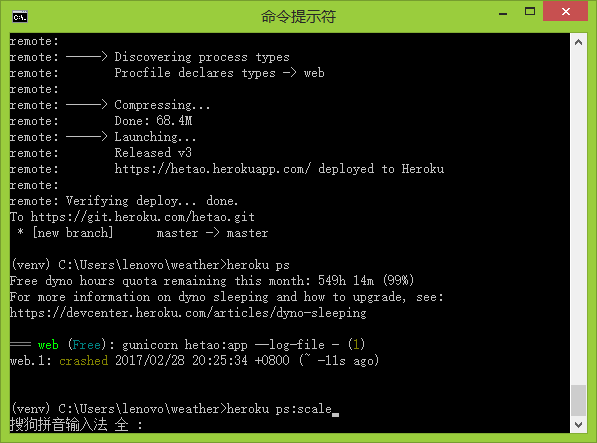 命令提示符
remote:
remote: -----> Discovering process types
remote:        Procfile declares types -> web
remote:
remote: -----> Compressing...
remote:        Done: 68.4M
remote: -----> Launching...
remote:        Released v3
remote:        https://hetao.herokuapp.com/ deployed to Heroku
remote:
remote: Verifying deploy... done.
To https://git.heroku.com/hetao.git
 * [new branch]      master -> master
(venv) C:\Users\lenovo\weather>heroku ps
Free dyno hours quota remaining this month: 549h 14m (99%)
For more information on dyno sleeping and how to upgrade, see:
https://devcenter.heroku.com/articles/dyno-sleeping
=== web (Free): gunicorn hetao:app --log-file - (1)
web.1: crashed 2017/02/28 20:25:34 +0800 (~ -11s ago)
(venv) C:\Users\lenovo\weather>heroku ps:scale
搜狗拼音输入法 全 :